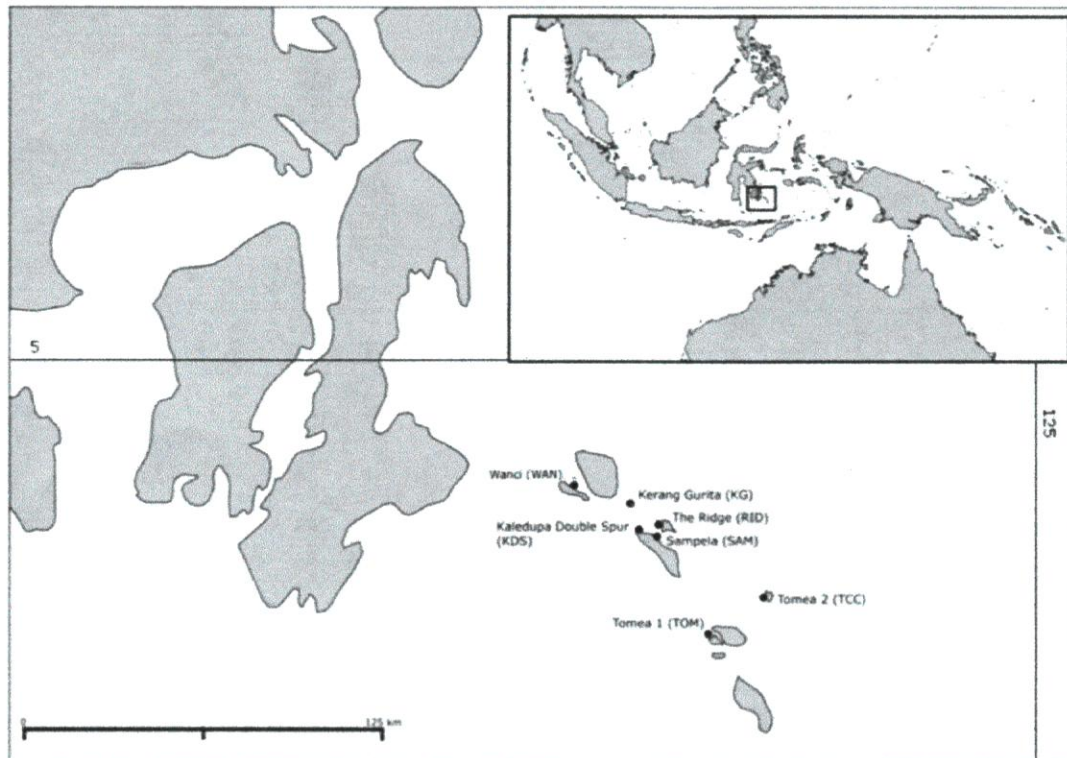 5
125
Wanci (WAN)
Kerang Gurita (KG)
The Ridge (RID)
Kaledupa Double Spur
(KDS)
Sampela (SAM)
Tomea 2 (TCC)
Tomea 1 (TOM)
0
125 km